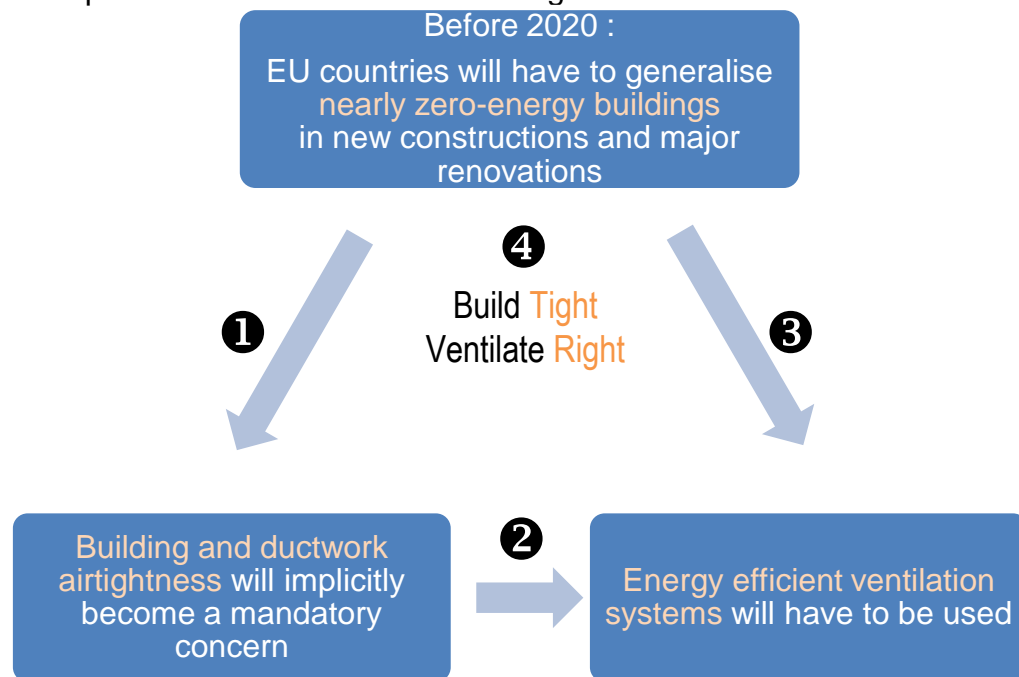 Before 2020 :
EU countries will have to generalise
nearly zero-energy buildings
in new constructions and major
renovations
❹
Build Tight
Ventilate Right
❶
❸
❷
Building and ductwork
airtightness will implicitly
become a mandatory
concern
Energy efficient ventilation
systems will have to be used